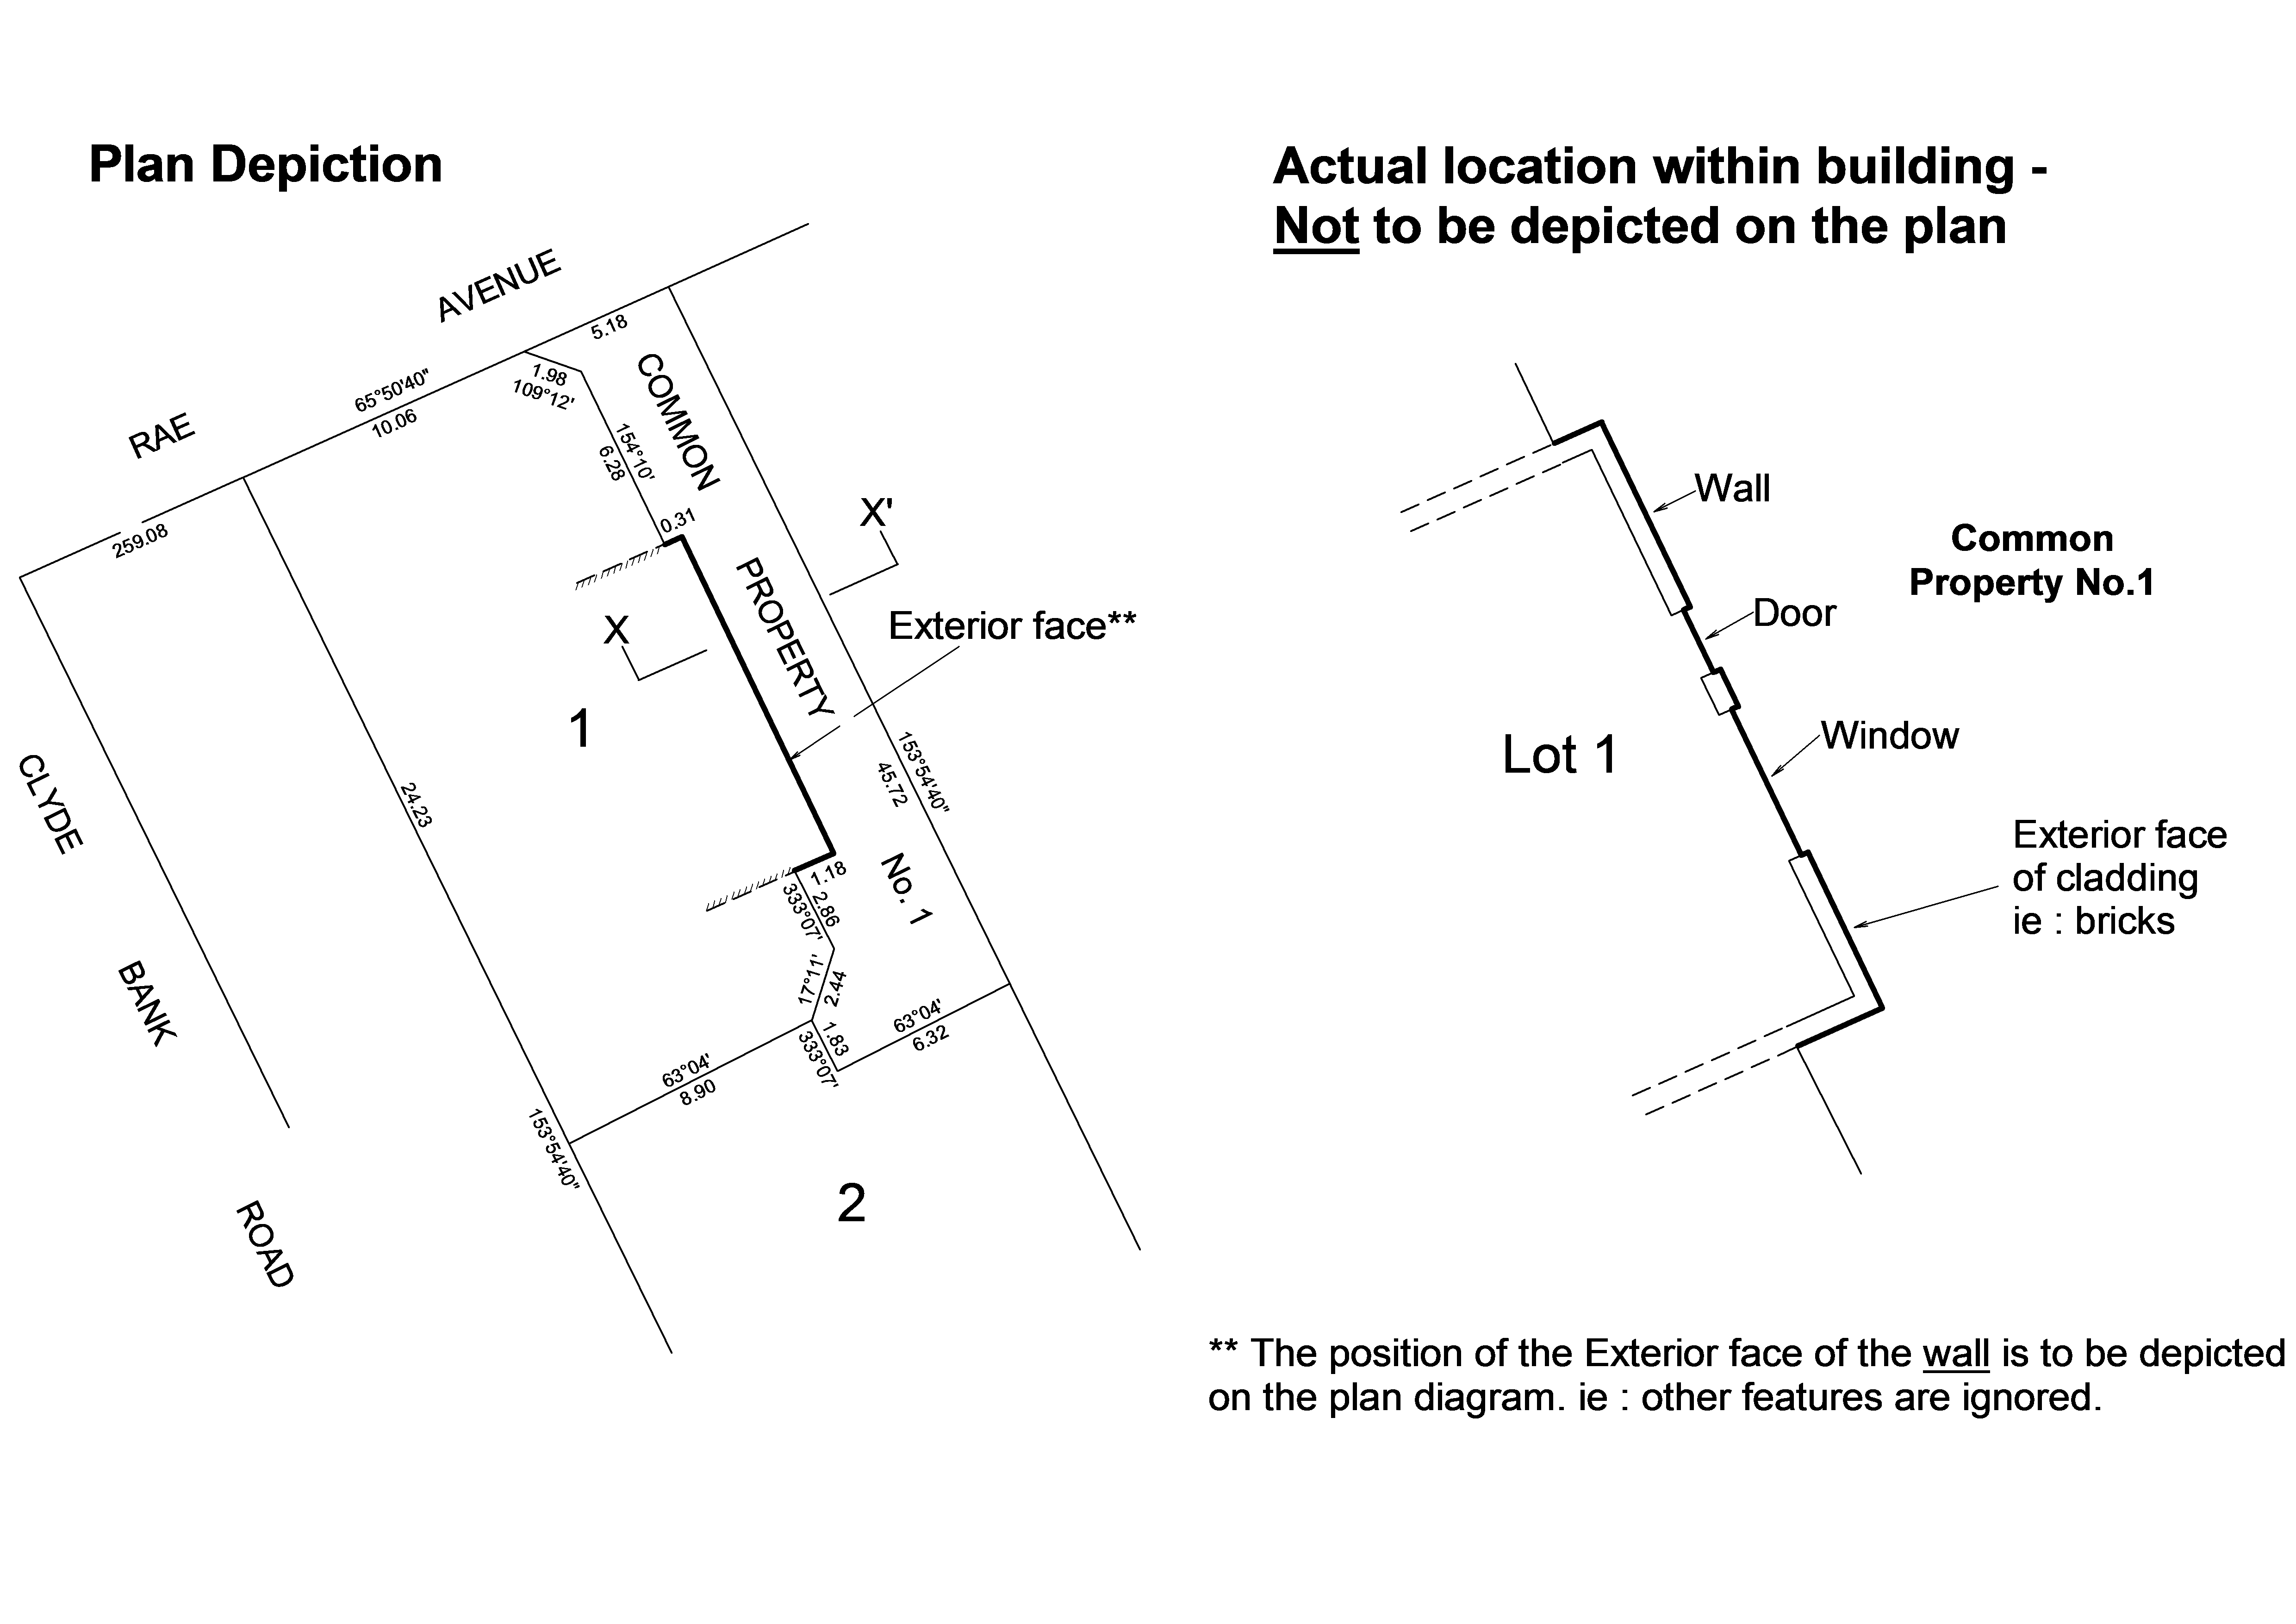 Plan Depiction
Actual location within building -
Not to be depicted on the plan
RAE
AVENUE
259.08
65°50'40"
10.06
5.18
1.98
109°12'
154°10'
6.28
0.31
COMMON
PROPERTY
No. 1
X
X'
Exterior face**
1
24.23
153°54'40"
45.72
1.18
2.86
333°07'
17°11'
2.44
1.83
333°07'
63°04'
6.32
63°04'
8.90
153°54'40"
2
CLYDE
BANK
ROAD
Wall
Common
Property No.1
Door
Lot 1
Window
Exterior face
of cladding
ie : bricks
** The position of the Exterior face of the wall is to be depicted
on the plan diagram. ie : other features are ignored.